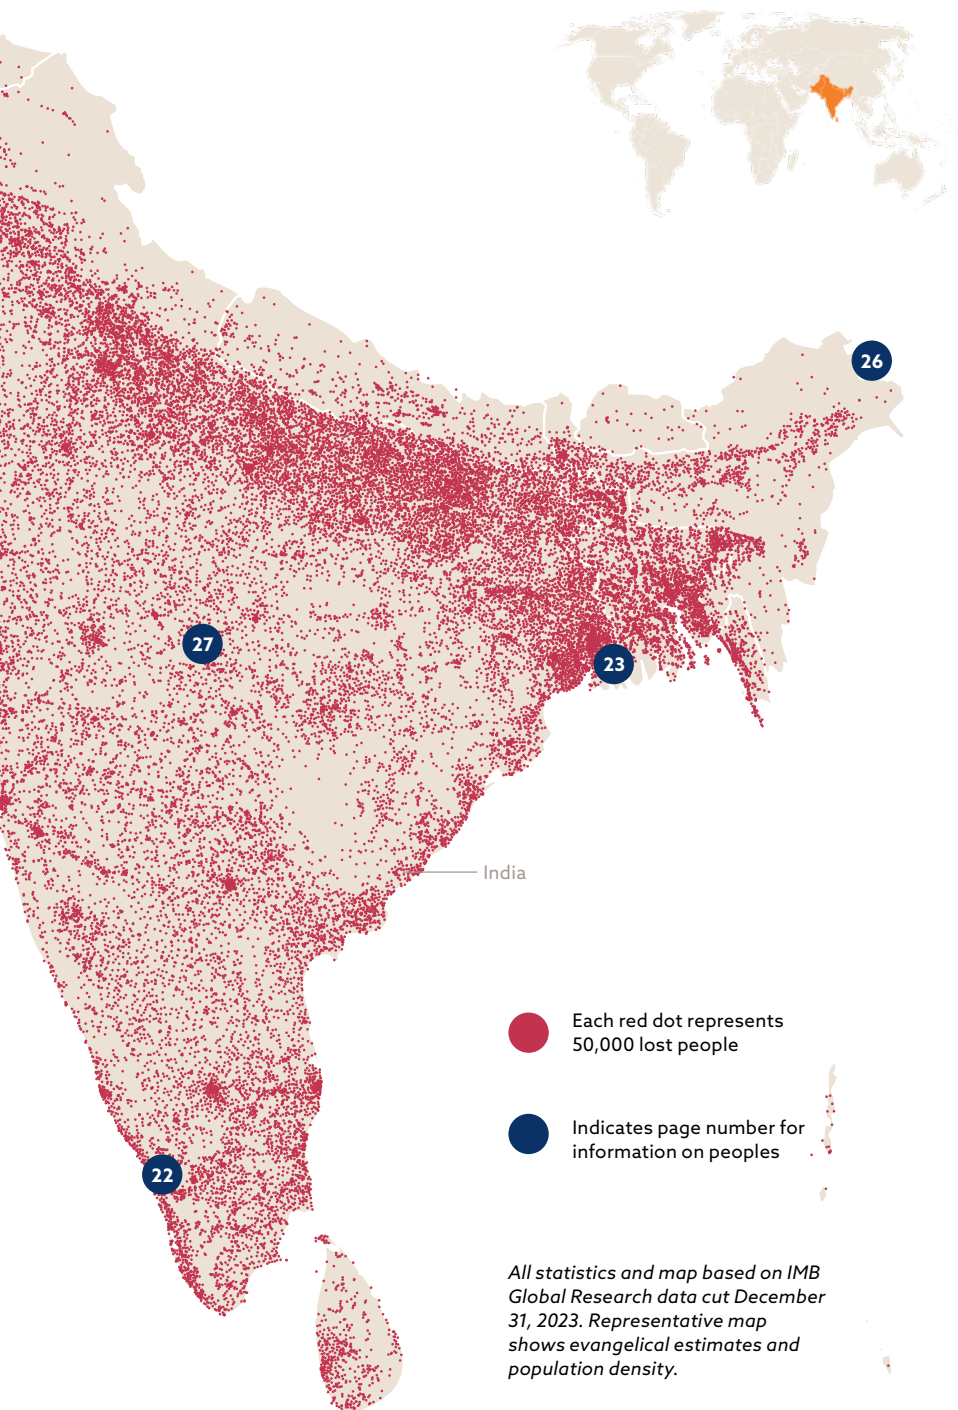 26
27
23
India
Each red dot represents
50,000 lost people
Indicates page number for
information on peoples
22
All statistics and map based on IMB
Global Research data cut December
31, 2023. Representative map
shows evangelical estimates and
population density.